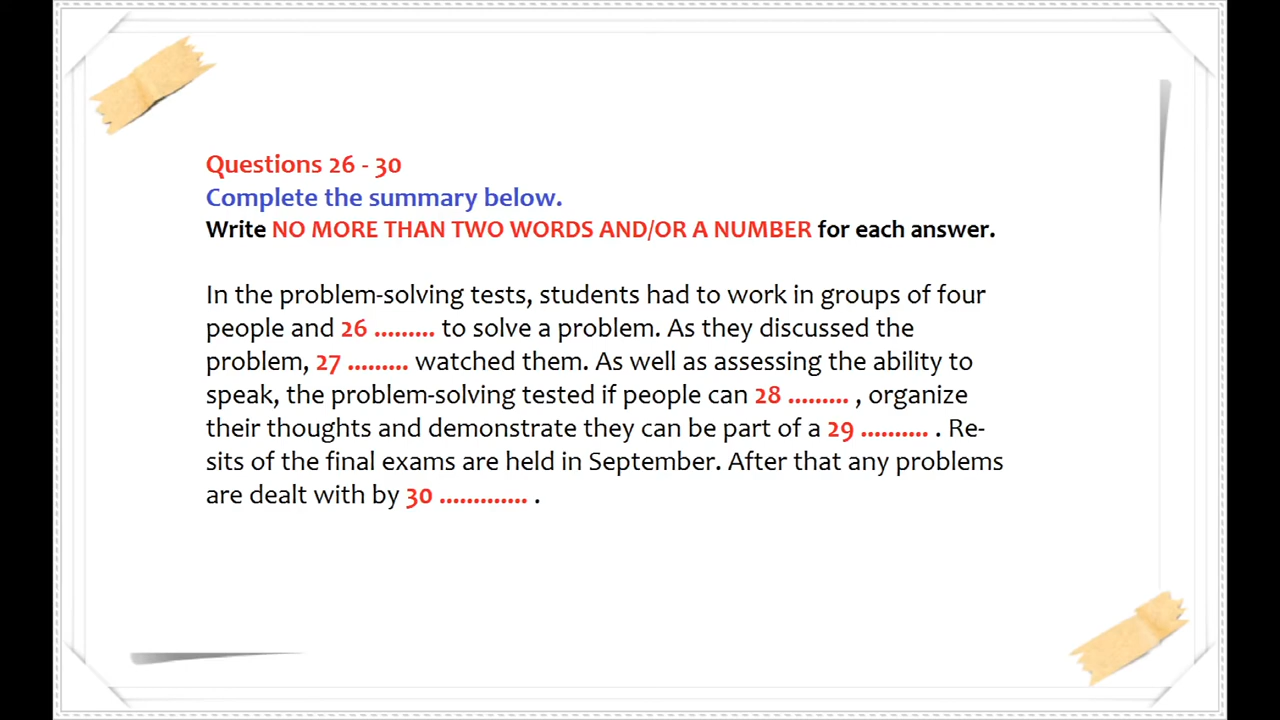 Questions 26 - 30
Complete the summary below.
Write NO MORE THAN TWO WORDS AND/OR A NUMBER for each answer.
In the problem-solving tests, students had to work in groups of four
people and 26 ......... to solve a problem. As they discussed the
problem, 27 ......... watched them. As well as assessing the ability to
speak, the problem-solving tested if people can 28 ......... , organize
their thoughts and demonstrate they can be part of a 29 .......... . Re-
sits of the final exams are held in September. After that any problems
are dealt with by 30 ............. .